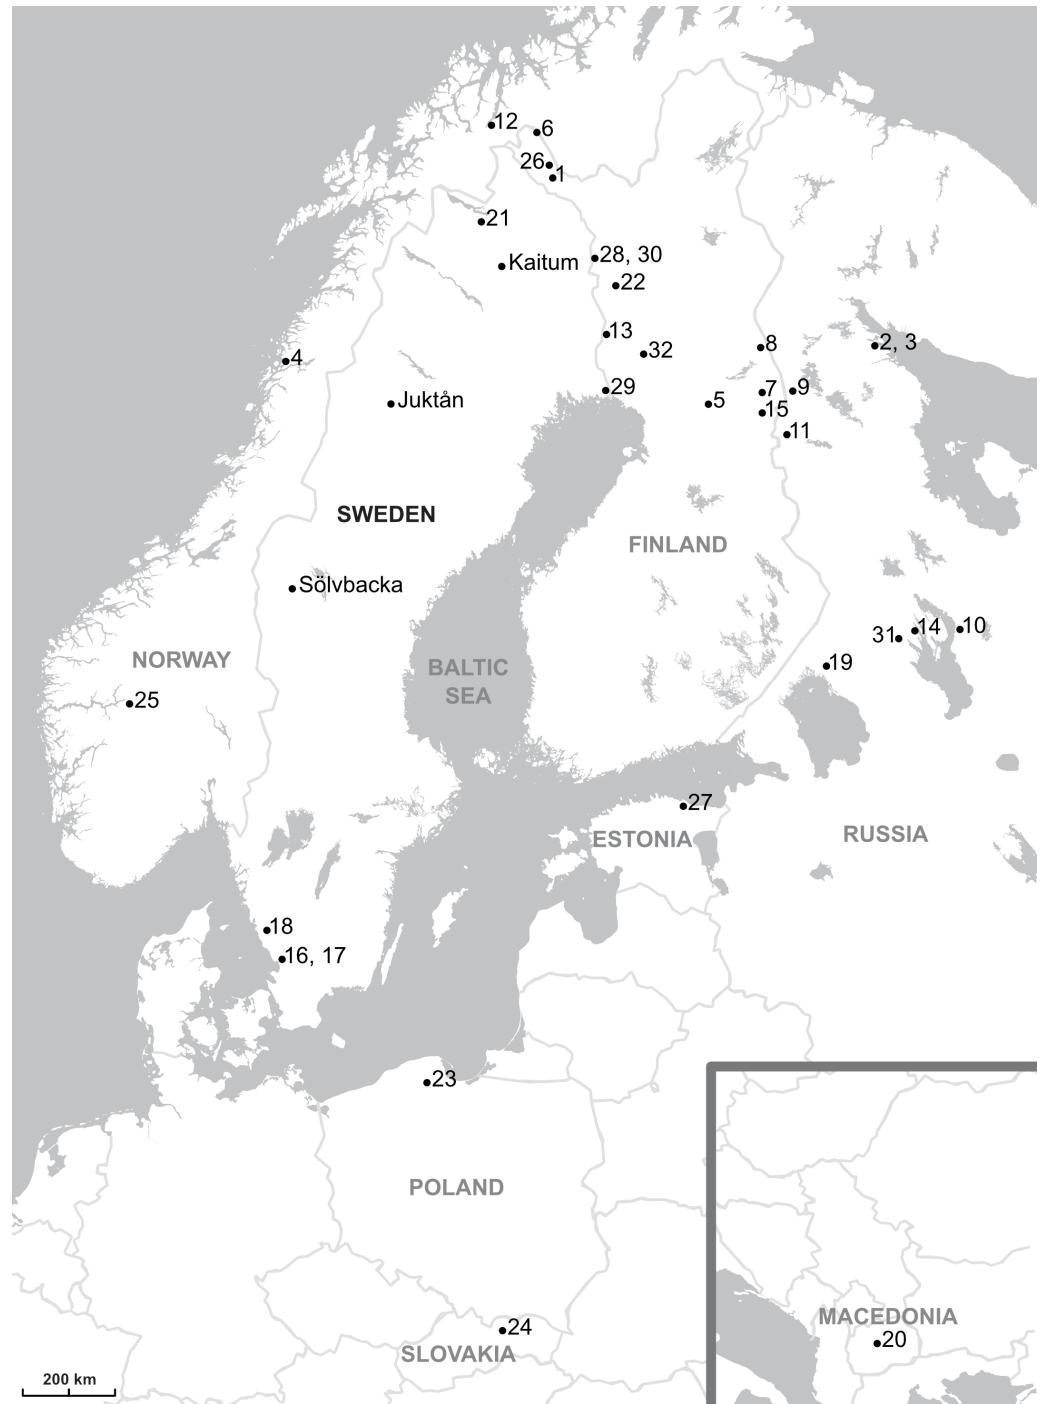 12
6
26
1
21
28, 30
Kaitum
22
13
2, 3
8
32
4
29
5
7
9
Juktån
15
11
SWEDEN
FINLAND
Sölvbacka
14
10
31
NORWAY
19
BALTIC
SEA
25
27
ESTONIA
RUSSIA
18
16, 17
23
POLAND
MACEDONIA
24
20
SLOVAKIA
200 km